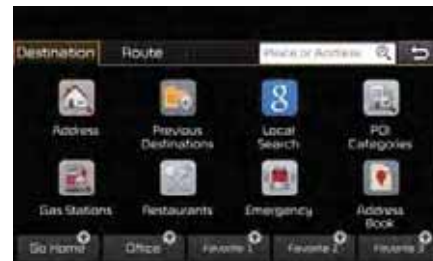 Destination Route Place or Address
Address Previous Destinations Local Search POI Categories
8
Gas Stations Restaurants Emergency Address Book
Go Home Office Favorite 1 Favorite 2 Favorite 3